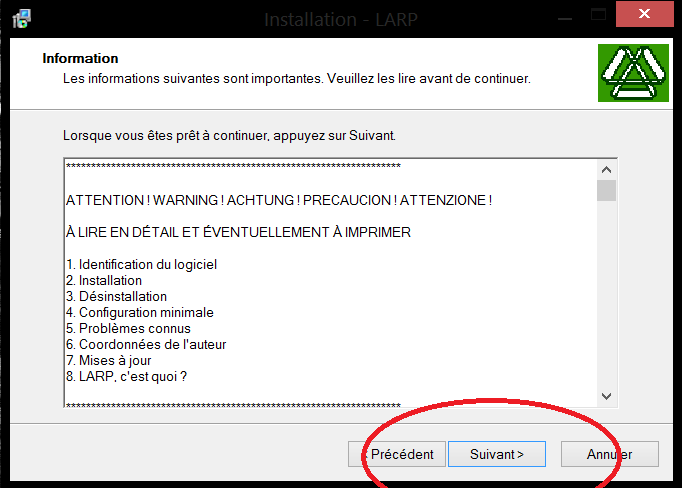 Installation - LARP
Information
Les informations suivantes sont importantes. Veuillez les lire avant de continuer.
Lorsque vous êtes prêt à continuer, appuyez sur Suivant.
*******************************************************************
ATTENTION ! WARNING ! ACHTUNG ! PRECAUCION ! ATTENZIONE !
À LIRE EN DÉTAIL ET ÉVENTUELLEMENT À IMPRIMER
1. Identification du logiciel
2. Installation
3. Désinstallation
4. Configuration minimale
5. Problèmes connus
6. Coordonnées de l'auteur
7. Mises à jour
8. LARP, c'est quoi ?
*******************************************************************
< Précédent
Suivant >
Annuler